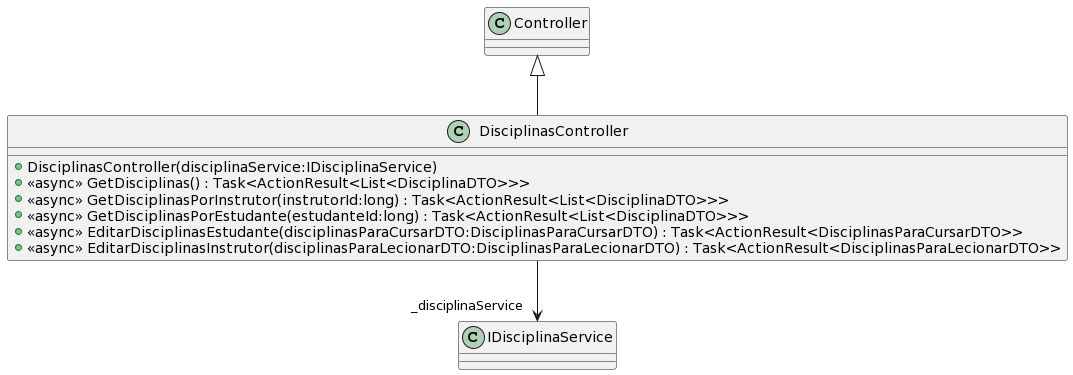 C Controller
C DisciplinasController
DisciplinasController(disciplinaService:IDisciplinaService)
«async» GetDisciplinas() : Task<ActionResult<List<DisciplinaDTO>>>
«async» GetDisciplinasPorInstrutor(instrutorId:long) : Task<ActionResult<List<DisciplinaDTO>>>
«async» GetDisciplinasPorEstudante(estudanteId:long) : Task<ActionResult<List<DisciplinaDTO>>>
«async» EditarDisciplinasEstudante(disciplinasParaCursarDTO:DisciplinasParaCursarDTO) : Task<ActionResult<DisciplinasParaCursarDTO>>
«async» EditarDisciplinasInstrutor(disciplinasParaLecionarDTO:DisciplinasParaLecionarDTO) : Task<ActionResult<DisciplinasParaLecionarDTO>>
_disciplinaService
C IDisciplinaService